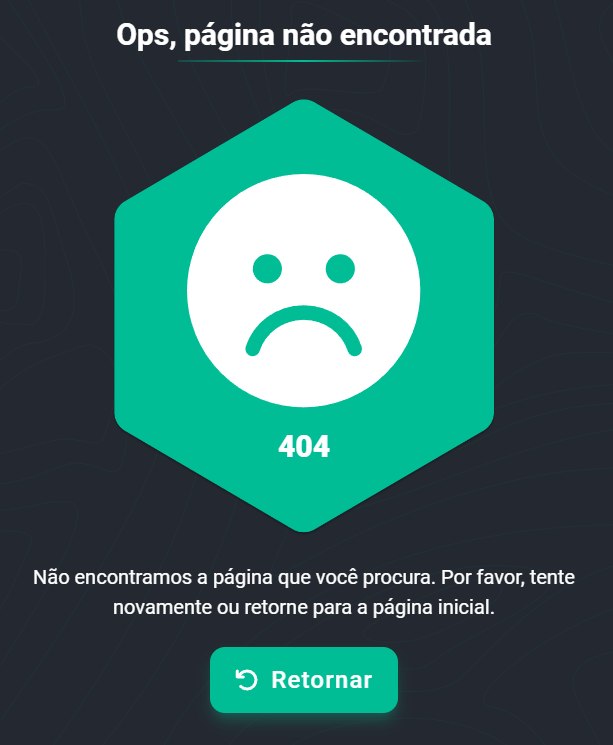 Ops, página não encontrada
404
Não encontramos a página que você procura. Por favor, tente
novamente ou retorne para a página inicial.
Retornar